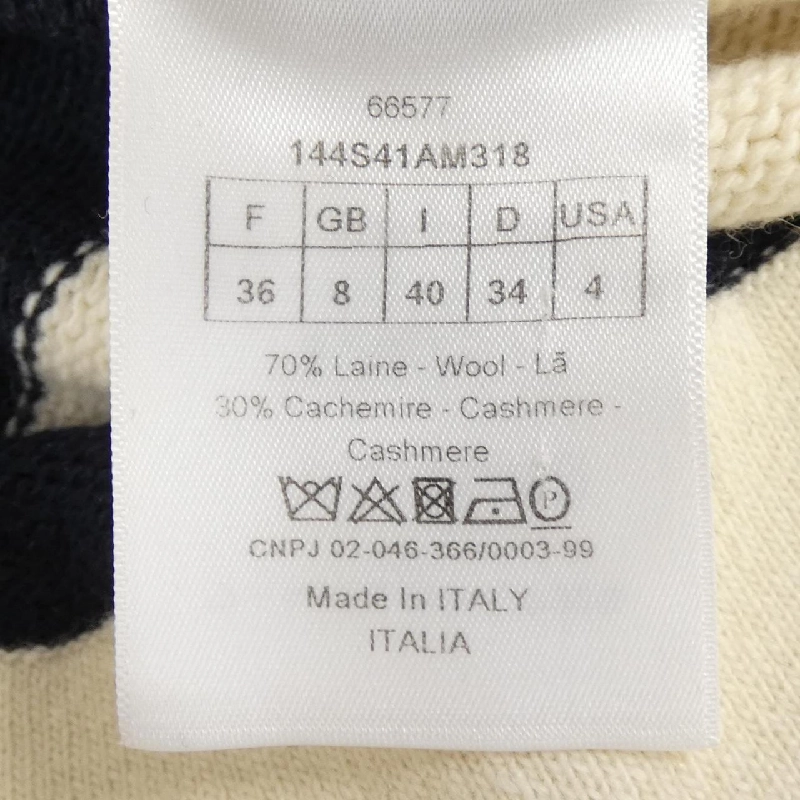 66577
144S41AM318
F GB I D USA
36 8 40 34 4
70% Laine - Wool - Lã
30% Cachemire - Cashmere -
Cashmere
P
CNPJ 02-046-366/0003-99
Made In ITALY
ITALIA